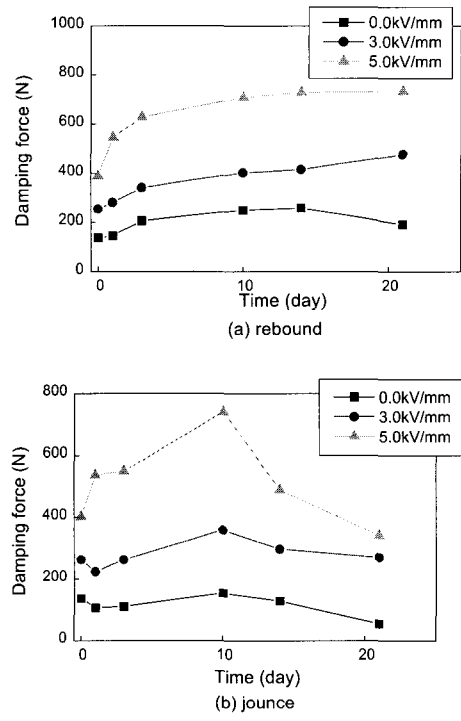 1000
800
600
400
200
0
Damping force (N)
0.0kV/mm
3.0kV/mm
5.0kV/mm
0
10
20
Time (day)
(a) rebound
800
600
400
200
0
Damping force (N)
0.0kV/mm
3.0kV/mm
5.0kV/mm
0
10
20
Time (day)
(b) jounce